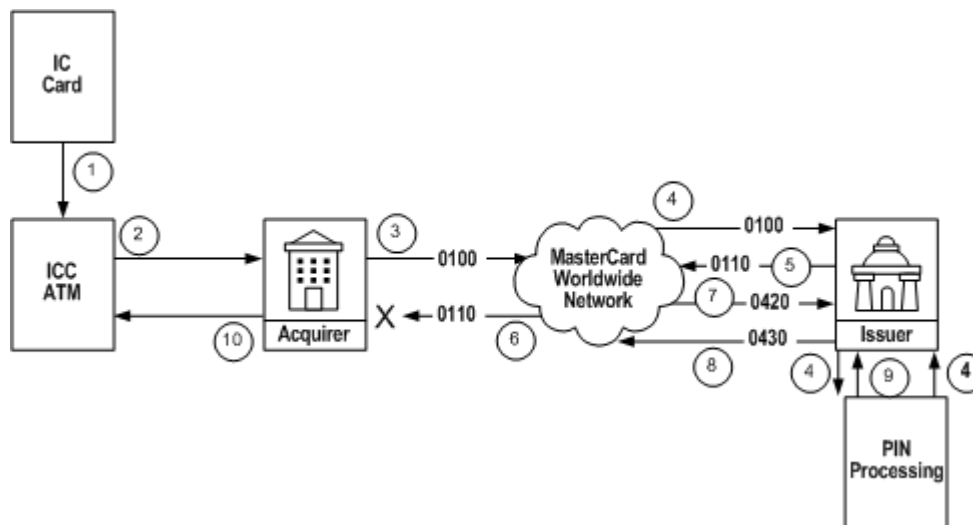 IC
Card
1
ICC
ATM
2
Acquirer
3
0100
X
0110
6
MasterCard
Worldwide
Network
4
0100
0110
5
7
0420
0430
8
Issuer
10
4
9
4
PIN
Processing